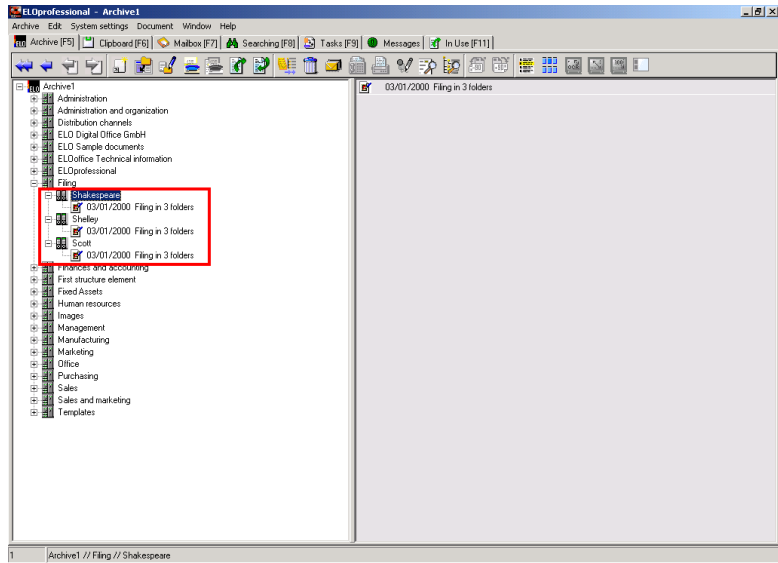 ELOprofessional - Archive1
Archive Edit System settings Document Window Help
Archive [F5] Clipboard [F6] Mailbox [F7] Searching [F8] Tasks [F9] Messages In Use [F11]
Archive1
Administration
Administration and organization
Distribution channels
ELO Digital Office GmbH
ELO Sample documents
ELOoffice Technical information
ELOprofessional
Filing
Shakespeare
03/01/2000 Filing in 3 folders
Shelley
03/01/2000 Filing in 3 folders
Scott
03/01/2000 Filing in 3 folders
Finances and accounting
First structure element
Fixed Assets
Human resources
Images
Management
Manufacturing
Marketing
Office
Purchasing
Sales
Sales and marketing
Templates
03/01/2000 Filing in 3 folders
1 Archive1 // Filing // Shakespeare